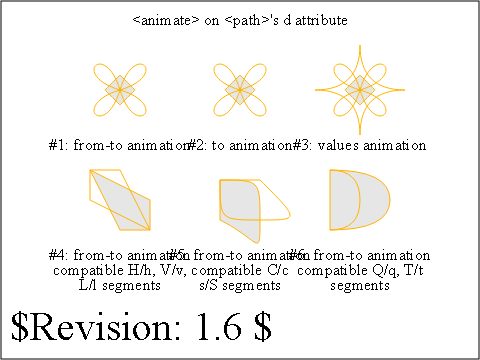 <animate> on <path>'s d attribute
#1: from-to animation #2: to animation #3: values animation
#4: from-to animation #5 from-to animation #6 from-to animation
compatible H/h, V/v, compatible C/c compatible Q/q, T/t
L/l segments s/S segments segments
$Revision: 1.6 $